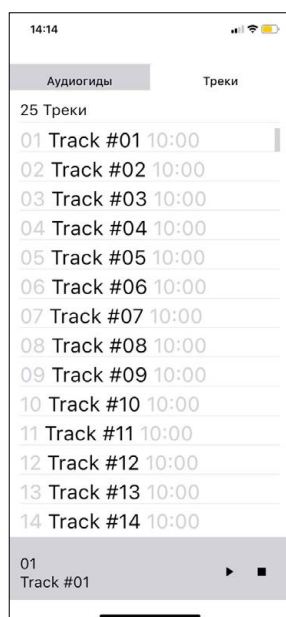 14:14
Аудиогиды Треки
25 Треки
01 Track #01 10:00
02 Track #02 10:00
03 Track #03 10:00
04 Track #04 10:00
05 Track #05 10:00
06 Track #06 10:00
07 Track #07 10:00
08 Track #08 10:00
09 Track #09 10:00
10 Track #10 10:00
11 Track #11 10:00
12 Track #12 10:00
13 Track #13 10:00
14 Track #14 10:00
01
Track #01